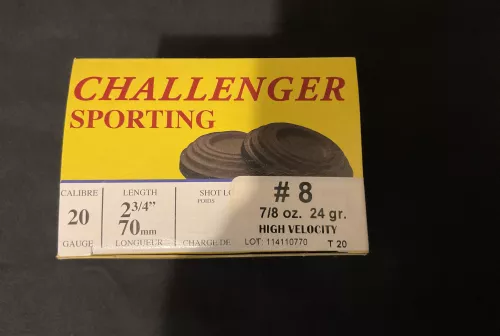 CHALLENGER
SPORTING
CALIBRE
20
GAUGE
LENGTH
2 3/4"
70mm
LONGUEUR
SHOT
POIDS
CHARGE DE
# 8
7/8 oz. 24 gr.
HIGH VELOCITY
LOT: 114110770 T 20